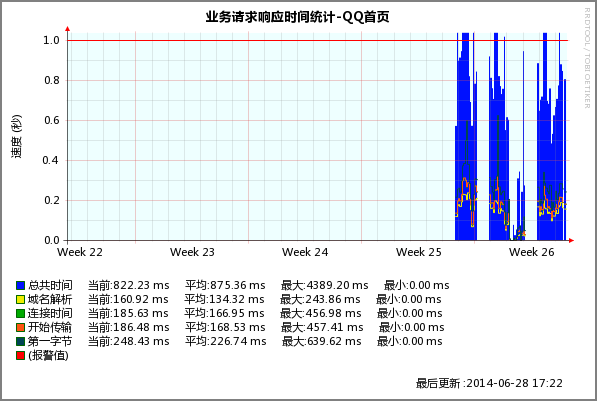 业务请求响应时间统计-QQ首页
RRDTOOL / TOBI OETIKER
速度 (秒)
1.0
0.8
0.6
0.4
0.2
0.0
Week 22 Week 23 Week 24 Week 25 Week 26
总共时间 当前:822.23 ms 平均:875.36 ms 最大:4389.20 ms 最小:0.00 ms
域名解析 当前:160.92 ms 平均:134.32 ms 最大:243.86 ms 最小:0.00 ms
连接时间 当前:185.63 ms 平均:166.95 ms 最大:456.98 ms 最小:0.00 ms
开始传输 当前:186.48 ms 平均:168.53 ms 最大:457.41 ms 最小:0.00 ms
第一字节 当前:248.43 ms 平均:226.74 ms 最大:639.62 ms 最小:0.00 ms
(报警值)
最后更新 :2014-06-28 17:22